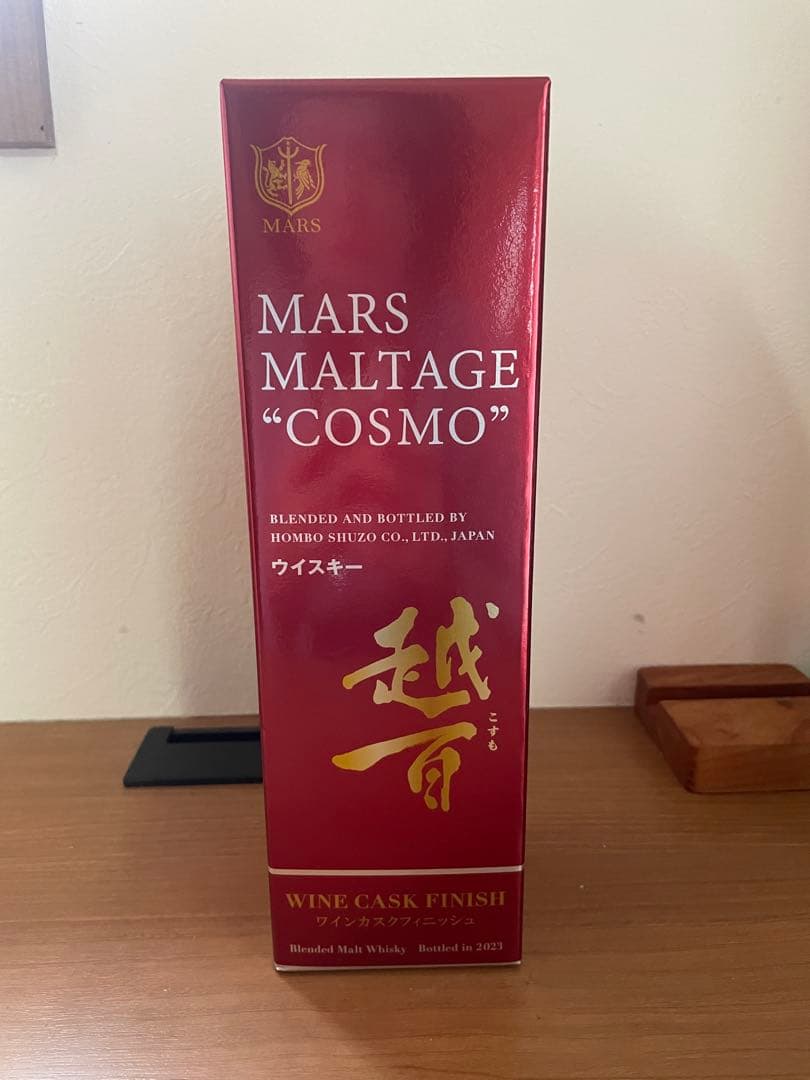 MARS
MARS
MALTAGE
“COSMO”
BLENDED AND BOTTLED BY
HOMBO SHUZO CO., LTD., JAPAN
ウイスキー
越百
こすも
WINE CASK FINISH
ワインカスクフィニッシュ
Blended Malt Whisky Bottled in 2023